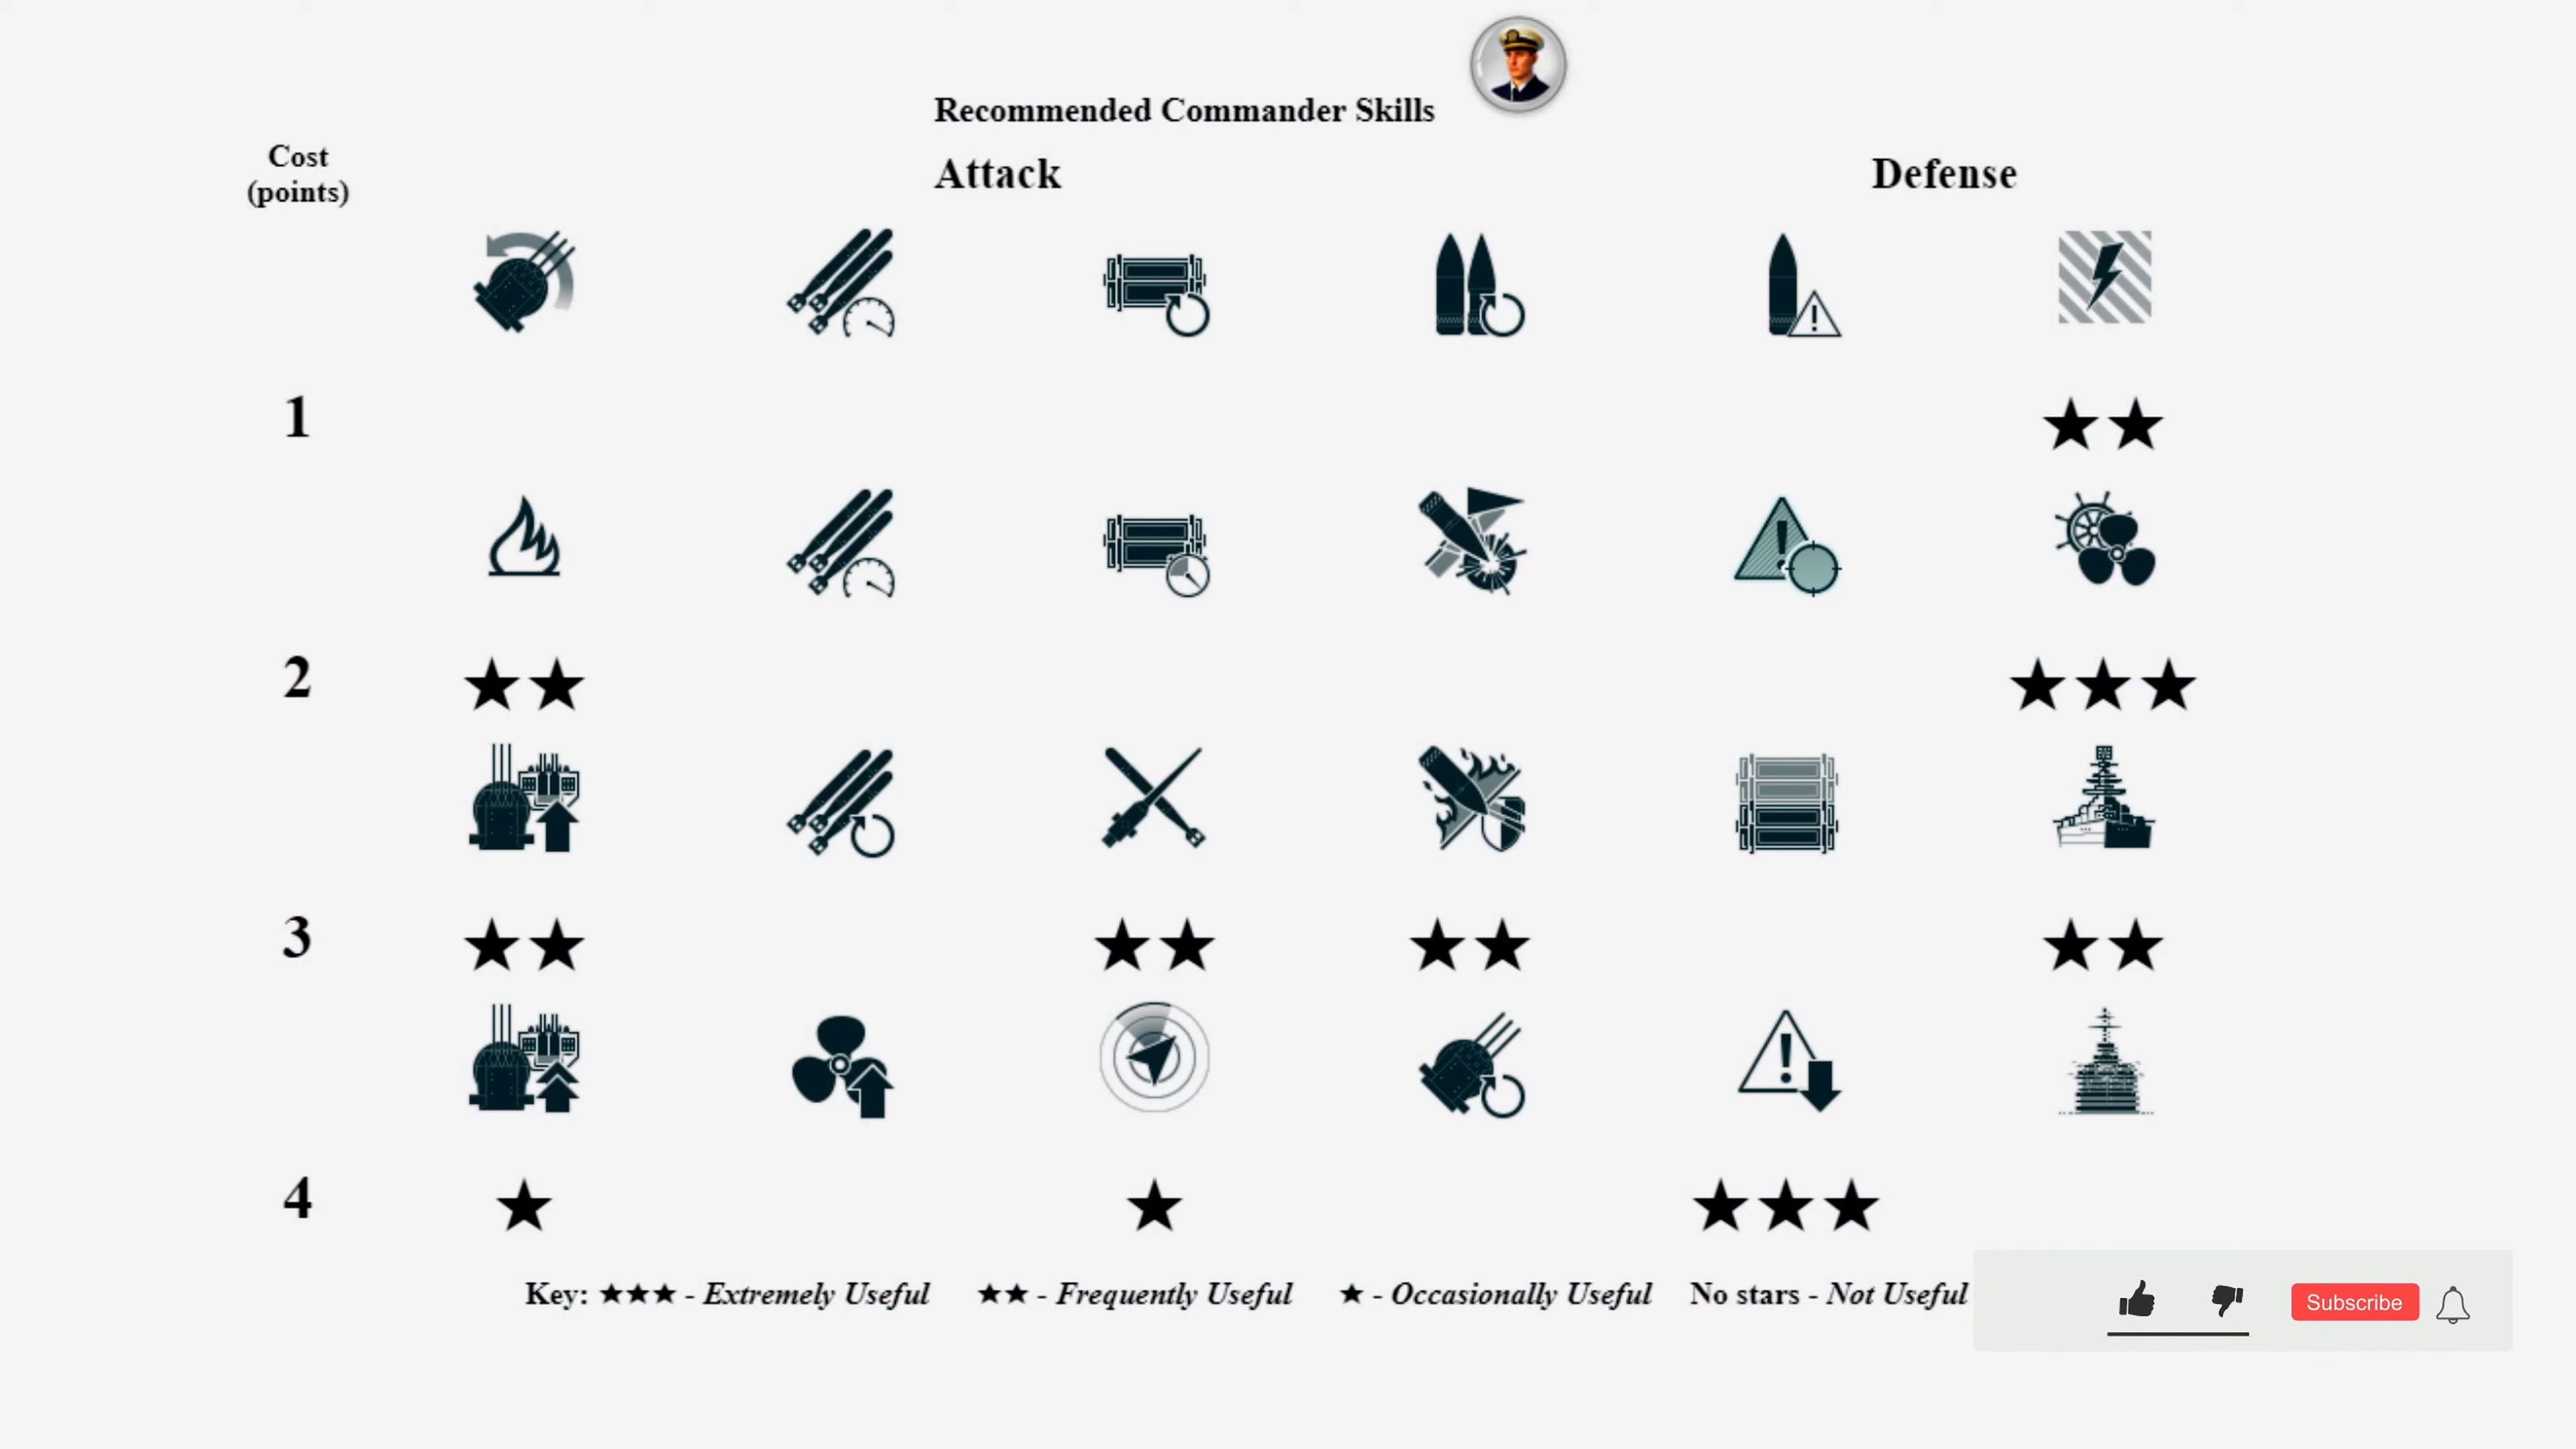 Recommended Commander Skills
Cost
(points)
Attack
Defense
1
★★
2
★★ ★★★
3
★★ ★★ ★★ ★★
4
★ ★ ★★★
Key: ★★★ - Extremely Useful ★★ - Frequently Useful ★ - Occasionally Useful No stars - Not Useful
Subscribe